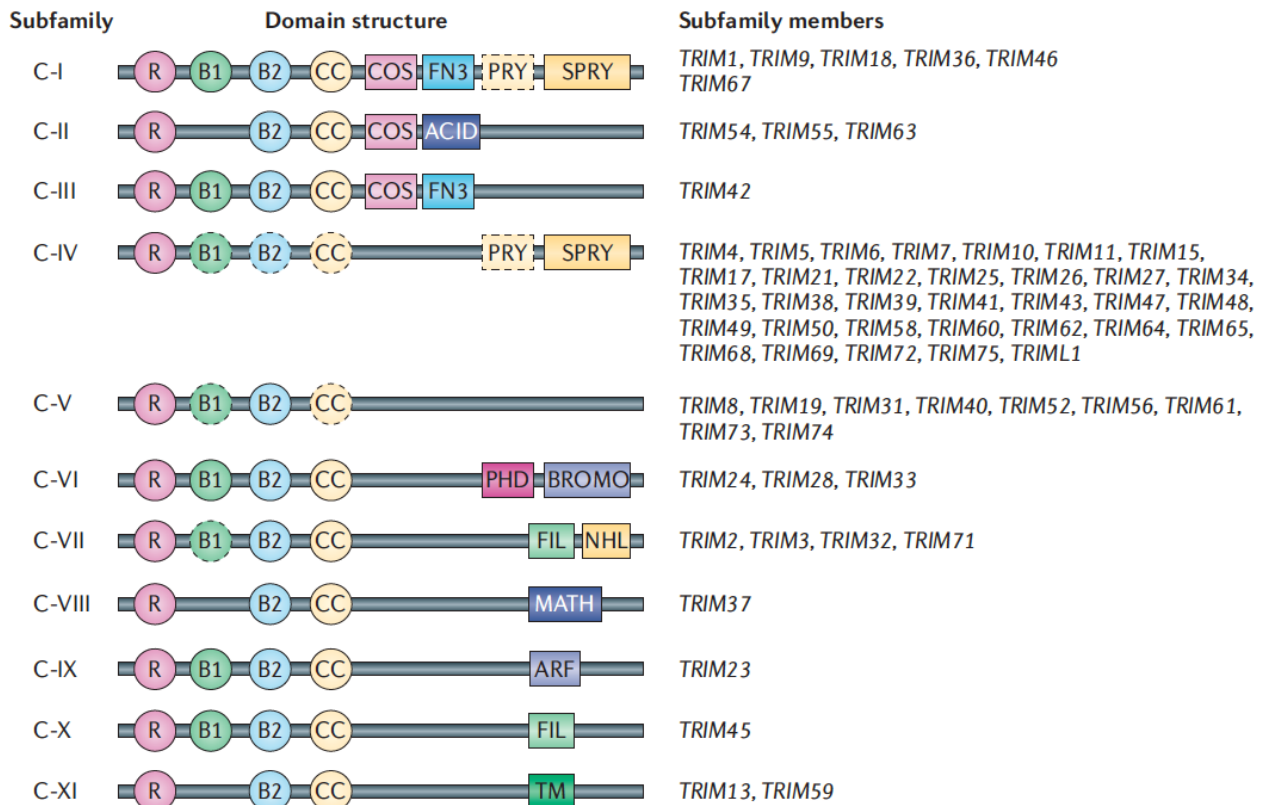 Subfamily Domain structure Subfamily members
C-I R B1 B2 CC COS FN3 PRY SPRY TRIM1, TRIM9, TRIM18, TRIM36, TRIM46
TRIM67
C-II R B2 CC COS ACID TRIM54, TRIM55, TRIM63
C-III R B1 B2 CC COS FN3 TRIM42
C-IV R B1 B2 CC PRY SPRY TRIM4, TRIM5, TRIM6, TRIM7, TRIM10, TRIM11, TRIM15,
TRIM17, TRIM21, TRIM22, TRIM25, TRIM26, TRIM27, TRIM34,
TRIM35, TRIM38, TRIM39, TRIM41, TRIM43, TRIM47, TRIM48,
TRIM49, TRIM50, TRIM58, TRIM60, TRIM62, TRIM64, TRIM65,
TRIM68, TRIM69, TRIM72, TRIM75, TRIML1
C-V R B1 B2 CC TRIM8, TRIM19, TRIM31, TRIM40, TRIM52, TRIM56, TRIM61,
TRIM73, TRIM74
C-VI R B1 B2 CC PHD BROMO TRIM24, TRIM28, TRIM33
C-VII R B1 B2 CC FIL NHL TRIM2, TRIM3, TRIM32, TRIM71
C-VIII R B2 CC MATH TRIM37
C-IX R B1 B2 CC ARF TRIM23
C-X R B1 B2 CC FIL TRIM45
C-XI R B2 CC TM TRIM13, TRIM59